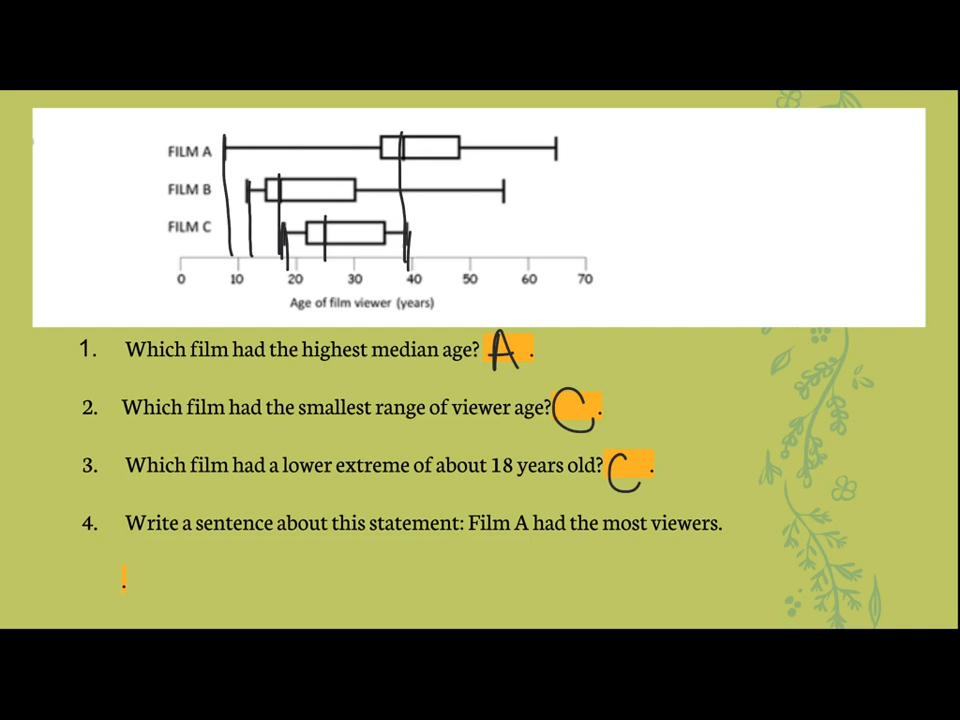 FILM A
FILM B
FILM C
0 10 20 30 40 50 60 70
Age of film viewer (years)
1. Which film had the highest median age? A .
2. Which film had the smallest range of viewer age? C .
3. Which film had a lower extreme of about 18 years old? C .
4. Write a sentence about this statement: Film A had the most viewers.
.